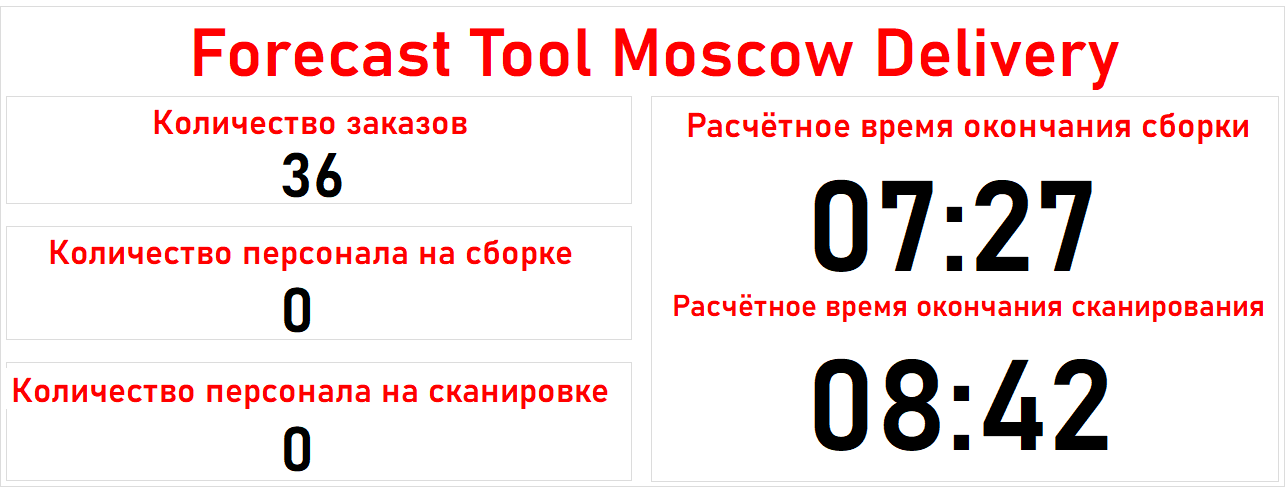 Forecast Tool Moscow Delivery
Количество заказов
36
Количество персонала на сборке
0
Количество персонала на сканировке
0
Расчётное время окончания сборки
07:27
Расчётное время окончания сканирования
08:42